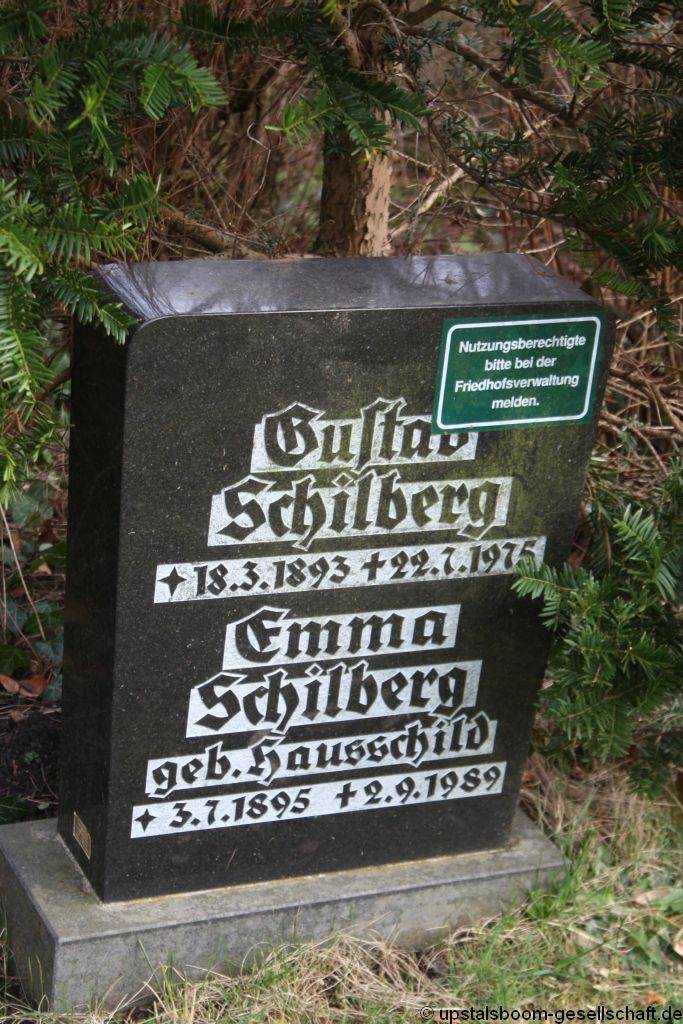 Nutzungsberechtigte
bitte bei der
Friedhofsverwaltung
melden.
Gustav
Schilberg
✦ 18.3.1893 ✝ 22.7.1975
Emma
Schilberg
geb. Hausschild
✦ 3.7.1895 ✝ 2.9.1989
© upstalsboom-gesellschaft.de